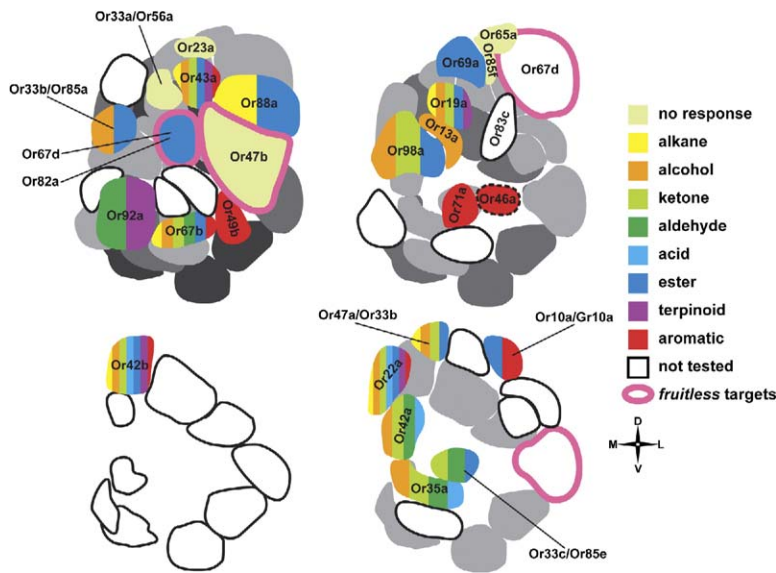 Or33a/Or56a
Or23a
Or43a
Or33b/Or85a
Or88a
Or67d
Or82a
Or47b
Or92a
Or67b
Or49b
Or65a
Or69a
Or85f
Or67d
Or19a
Or83c
Or13a
Or98a
Or71a
Or46a
no response
alkane
alcohol
ketone
aldehyde
acid
ester
terpinoid
aromatic
not tested
fruitless targets
D
M
L
V
Or42b
Or47a/Or33b
Or10a/Gr10a
Or22a
Or42a
Or35a
Or33c/Or85e